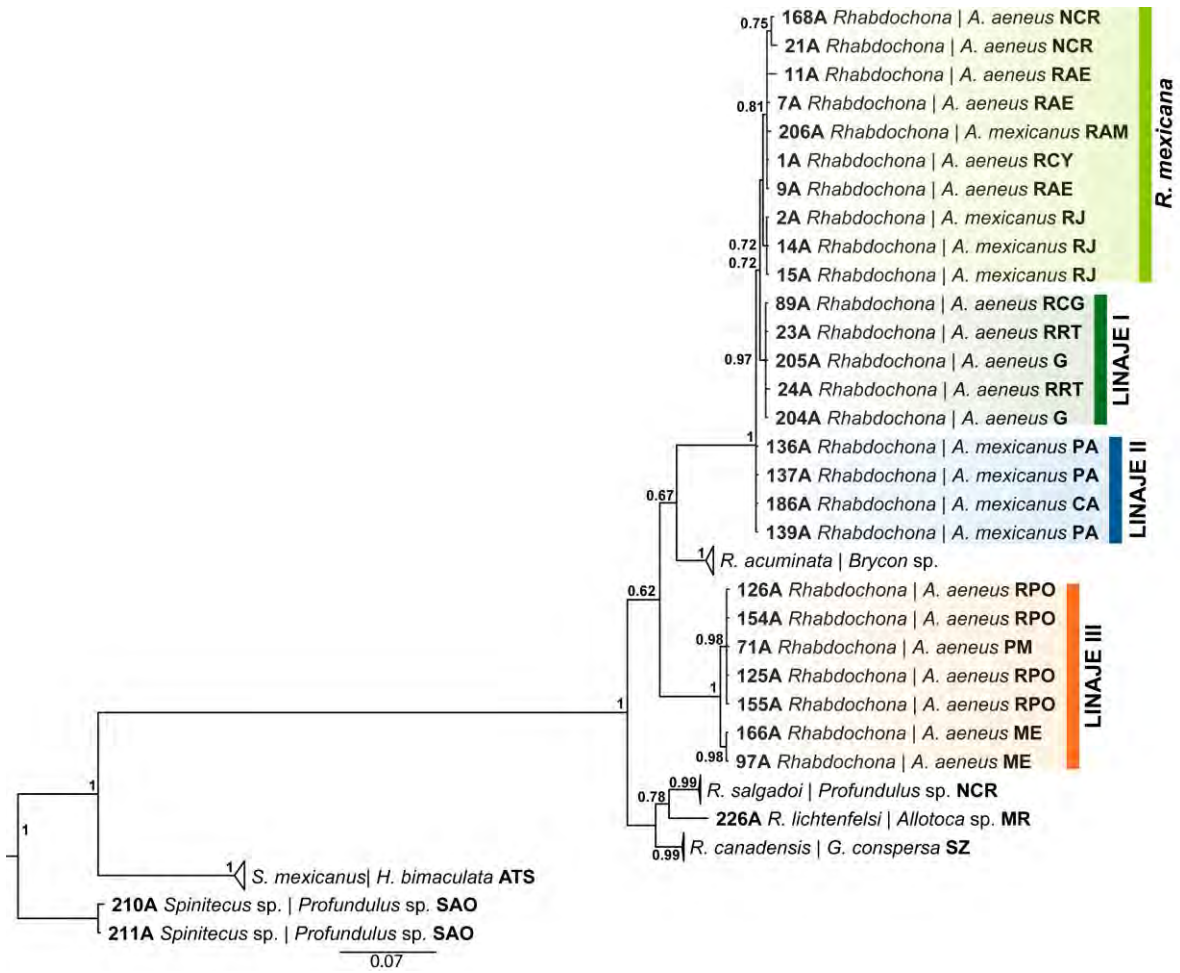 0.75
168A Rhabdochona | A. aeneus NCR
21A Rhabdochona | A. aeneus NCR
11A Rhabdochona | A. aeneus RAE
0.81
7A Rhabdochona | A. aeneus RAE
206A Rhabdochona | A. mexicanus RAM
1A Rhabdochona | A. aeneus RCY
9A Rhabdochona | A. aeneus RAE
2A Rhabdochona | A. mexicanus RJ
0.72
14A Rhabdochona | A. mexicanus RJ
0.72
15A Rhabdochona | A. mexicanus RJ
R. mexicana
89A Rhabdochona | A. aeneus RCG
23A Rhabdochona | A. aeneus RRT
0.97
205A Rhabdochona | A. aeneus G
24A Rhabdochona | A. aeneus RRT
204A Rhabdochona | A. aeneus G
LINAJE I
1
136A Rhabdochona | A. mexicanus PA
137A Rhabdochona | A. mexicanus PA
0.67
186A Rhabdochona | A. mexicanus CA
139A Rhabdochona | A. mexicanus PA
LINAJE II
1
R. acuminata | Brycon sp.
0.62
126A Rhabdochona | A. aeneus RPO
154A Rhabdochona | A. aeneus RPO
0.98
71A Rhabdochona | A. aeneus PM
125A Rhabdochona | A. aeneus RPO
1
155A Rhabdochona | A. aeneus RPO
166A Rhabdochona | A. aeneus ME
0.98
97A Rhabdochona | A. aeneus ME
LINAJE III
1
0.99
R. salgadoi | Profundulus sp. NCR
0.78
226A R. lichtenfelsi | Allotoca sp. MR
0.99
R. canadensis | G. conspersa SZ
1
1
1
S. mexicanus| H. bimaculata ATS
210A Spinitecus sp. | Profundulus sp. SAO
211A Spinitecus sp. | Profundulus sp. SAO
0.07